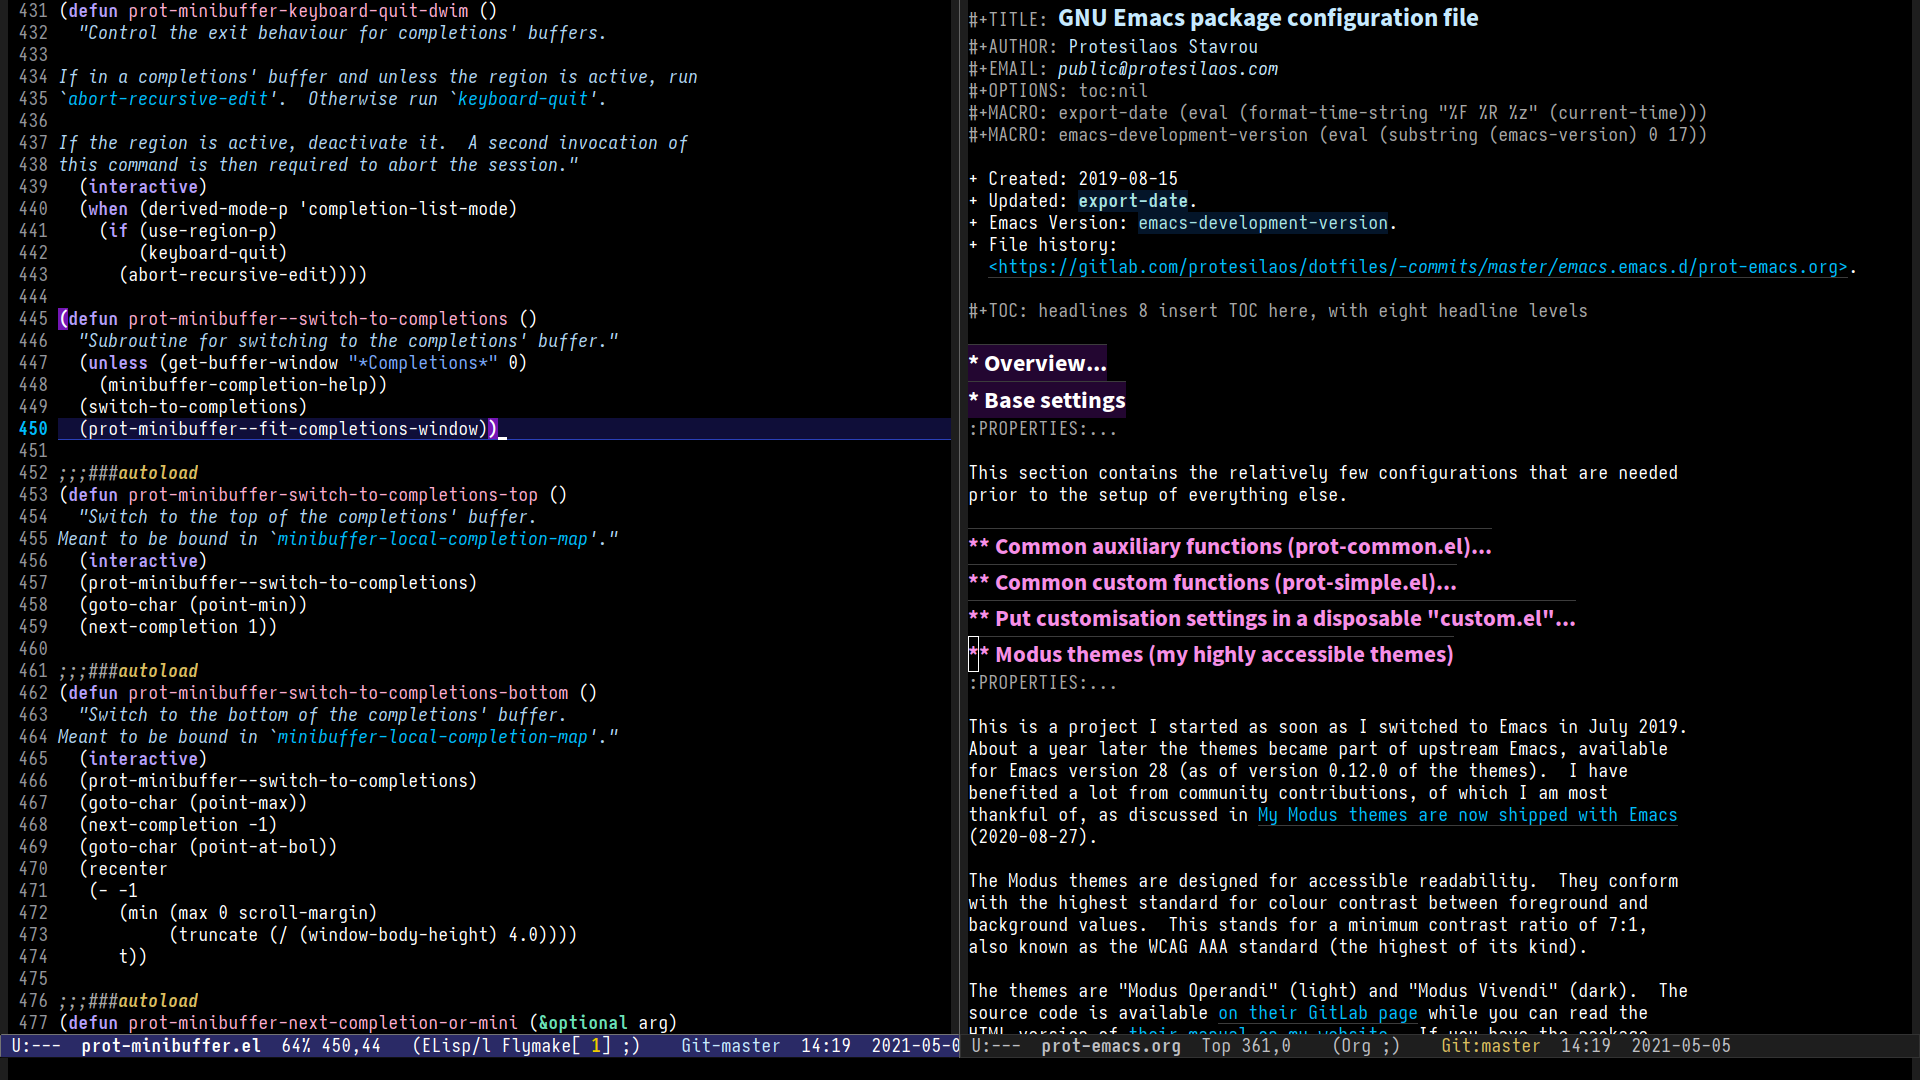 431 (defun prot-minibuffer-keyboard-quit-dwim ()
432   "Control the exit behaviour for completions' buffers.
433
434 If in a completions' buffer and unless the region is active, run
435 `abort-recursive-edit'.  Otherwise run `keyboard-quit'.
436
437 If the region is active, deactivate it.  A second invocation of
438 this command is then required to abort the session."
439   (interactive)
440   (when (derived-mode-p 'completion-list-mode)
441     (if (use-region-p)
442         (keyboard-quit)
443       (abort-recursive-edit))))
444
445 (defun prot-minibuffer--switch-to-completions ()
446   "Subroutine for switching to the completions' buffer."
447   (unless (get-buffer-window "*Completions*" 0)
448     (minibuffer-completion-help))
449   (switch-to-completions)
450   (prot-minibuffer--fit-completions-window))
451
452 ;;;###autoload
453 (defun prot-minibuffer-switch-to-completions-top ()
454   "Switch to the top of the completions' buffer.
455 Meant to be bound in `minibuffer-local-completion-map'."
456   (interactive)
457   (prot-minibuffer--switch-to-completions)
458   (goto-char (point-min))
459   (next-completion 1))
460
461 ;;;###autoload
462 (defun prot-minibuffer-switch-to-completions-bottom ()
463   "Switch to the bottom of the completions' buffer.
464 Meant to be bound in `minibuffer-local-completion-map'."
465   (interactive)
466   (prot-minibuffer--switch-to-completions)
467   (goto-char (point-max))
468   (next-completion -1)
469   (goto-char (point-at-bol))
470   (recenter
471    (- -1
472       (min (max 0 scroll-margin)
473            (truncate (/ (window-body-height) 4.0))))
474       t))
475
476 ;;;###autoload
477 (defun prot-minibuffer-next-completion-or-mini (&optional arg)
U:---  prot-minibuffer.el  64% 450,44   (ELisp/l Flymake[ 1] ;)    Git-master  14:19  2021-05-0
#+TITLE: GNU Emacs package configuration file
#+AUTHOR: Protesilaos Stavrou
#+EMAIL: public@protesilaos.com
#+OPTIONS: toc:nil
#+MACRO: export-date (eval (format-time-string "%F %R %z" (current-time)))
#+MACRO: emacs-development-version (eval (substring (emacs-version) 0 17))
+ Created: 2019-08-15
+ Updated: export-date.
+ Emacs Version: emacs-development-version.
+ File history:
<https://gitlab.com/protesilaos/dotfiles/-commits/master/emacs.emacs.d/prot-emacs.org>.
#+TOC: headlines 8 insert TOC here, with eight headline levels
* Overview...
* Base settings
:PROPERTIES:...
This section contains the relatively few configurations that are needed
prior to the setup of everything else.
** Common auxiliary functions (prot-common.el)...
** Common custom functions (prot-simple.el)...
** Put customisation settings in a disposable "custom.el"...
** Modus themes (my highly accessible themes)
:PROPERTIES:...
This is a project I started as soon as I switched to Emacs in July 2019.
About a year later the themes became part of upstream Emacs, available
for Emacs version 28 (as of version 0.12.0 of the themes).  I have
benefited a lot from community contributions, of which I am most
thankful of, as discussed in My Modus themes are now shipped with Emacs
(2020-08-27).
The Modus themes are designed for accessible readability.  They conform
with the highest standard for colour contrast between foreground and
background values.  This stands for a minimum contrast ratio of 7:1,
also known as the WCAG AAA standard (the highest of its kind).
The themes are "Modus Operandi" (light) and "Modus Vivendi" (dark).  The
source code is available on their GitLab page while you can read the
HTML version of their manual on my website.  If you have the package
U:---  prot-emacs.org  Top 361,0    (Org ;)    Git:master  14:19  2021-05-05